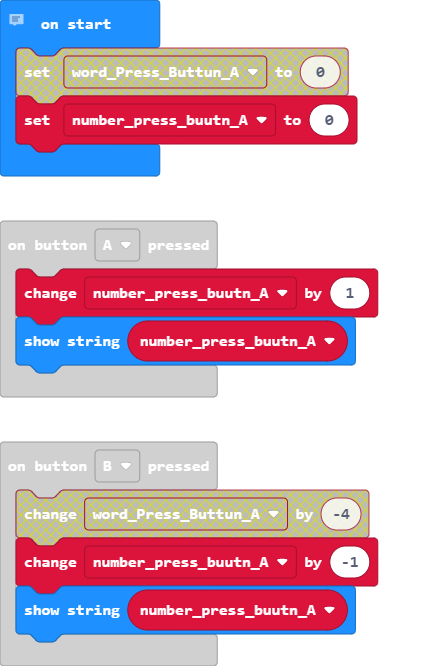 on start
set word_Press_Buttun_A to 0
set number_press_buutn_A to 0
on button A pressed
change number_press_buutn_A by 1
show string number_press_buutn_A
on button B pressed
change word_Press_Buttun_A by -4
change number_press_buutn_A by -1
show string number_press_buutn_A